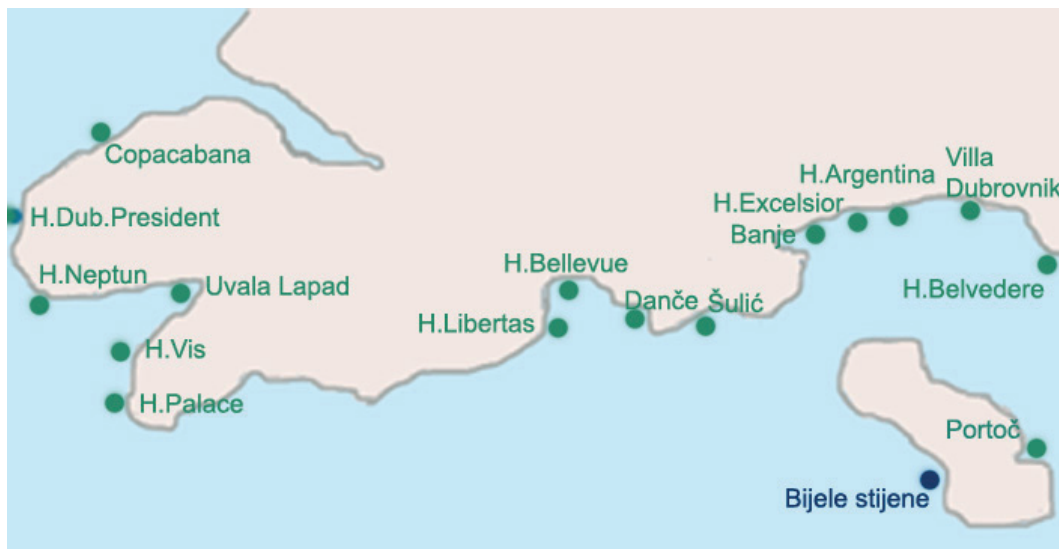 Copacabana
Villa
H.Argentina
Dubrovnik
H.Dub.President
H.Excelsior
Banje
H.Neptun
Uvala Lapad
H.Bellevue
H.Belvedere
Danče
Šulić
H.Libertas
H.Vis
H.Palace
Portoč
Bijele stijene